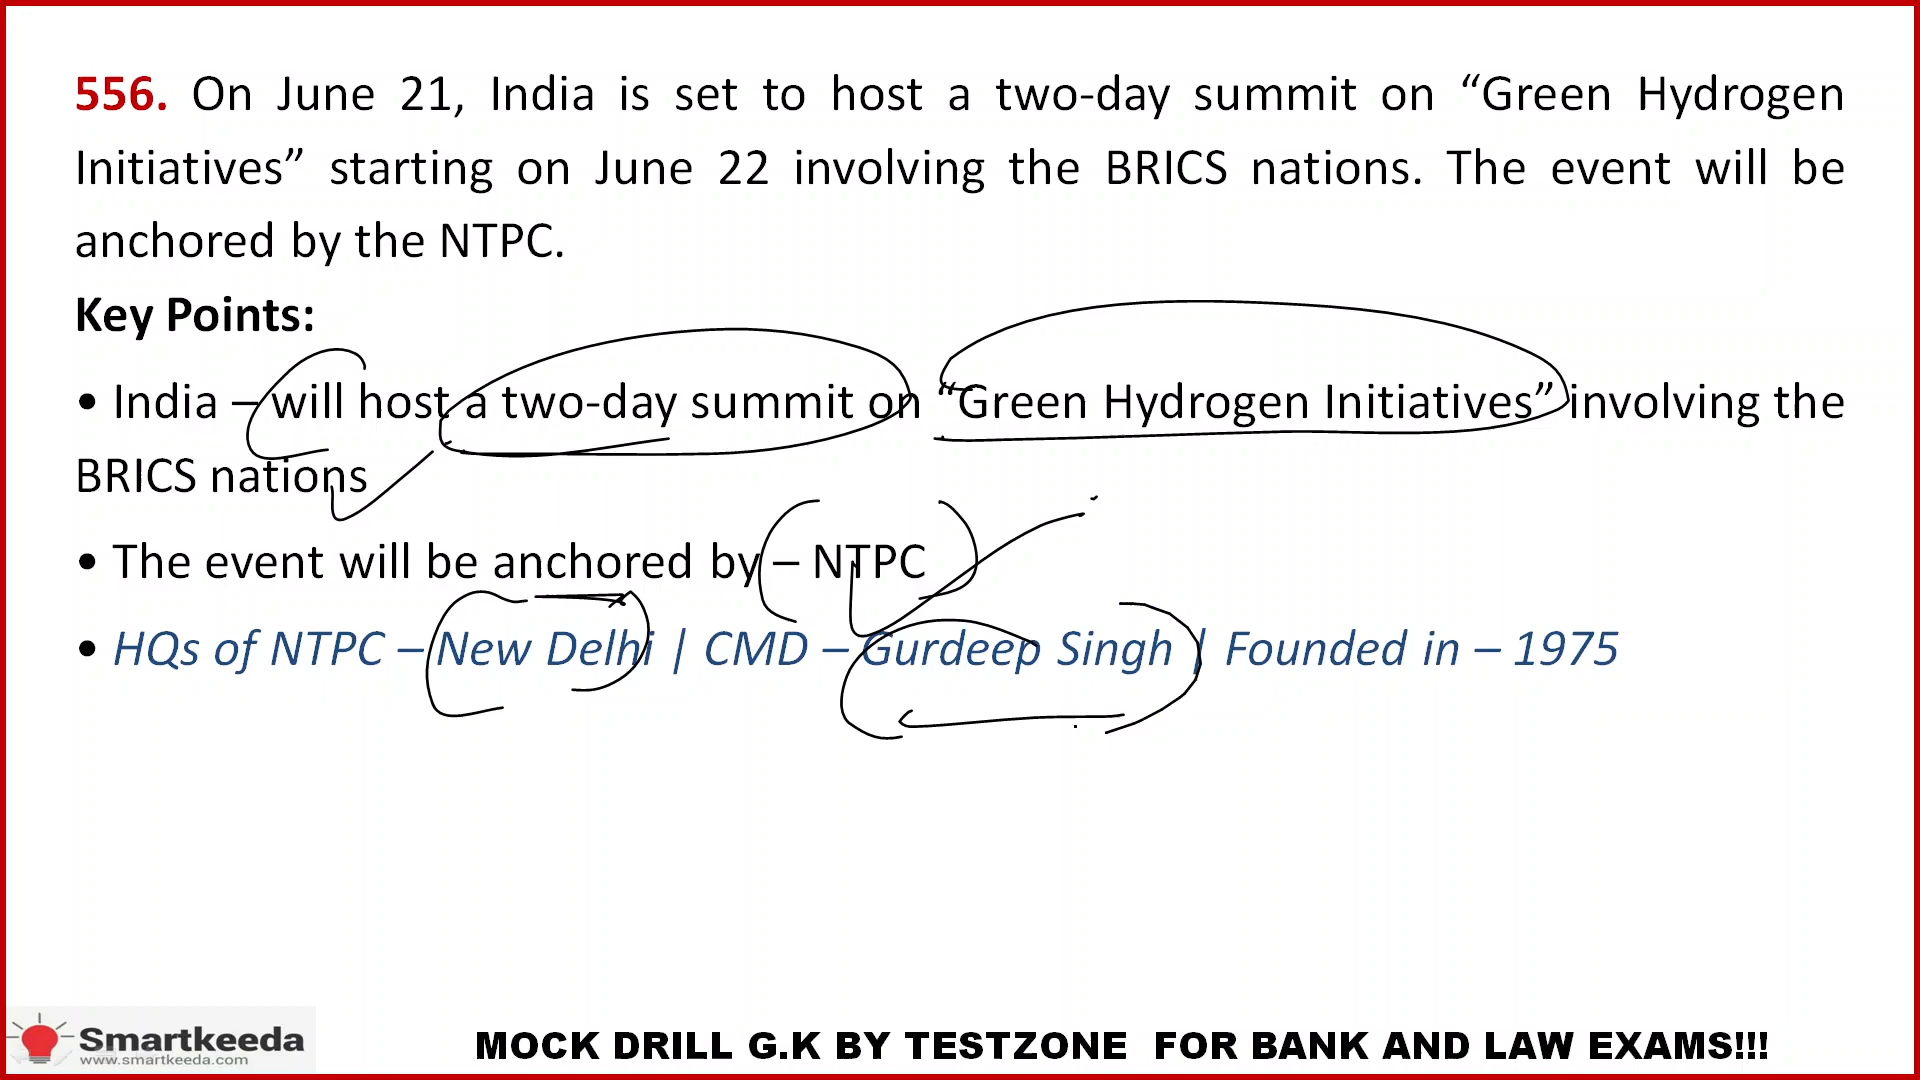 556. On June 21, India is set to host a two-day summit on “Green Hydrogen
Initiatives” starting on June 22 involving the BRICS nations. The event will be
anchored by the NTPC.
Key Points:
• India – will host a two-day summit on “Green Hydrogen Initiatives” involving the
BRICS nations
• The event will be anchored by – NTPC
• HQs of NTPC – New Delhi | CMD – Gurdeep Singh | Founded in – 1975
Smartkeeda
www.smartkeeda.com
MOCK DRILL G.K BY TESTZONE FOR BANK AND LAW EXAMS!!!